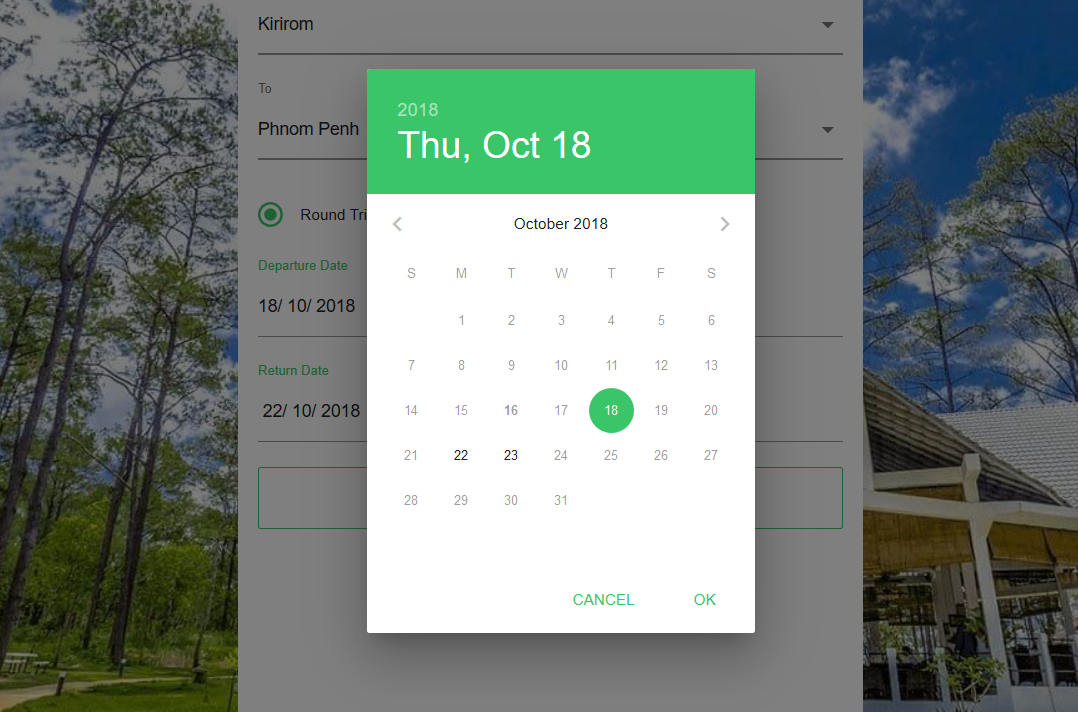 Kirirom
To
Phnom Penh
Round Tri
Departure Date
18/ 10/ 2018
Return Date
22/ 10/ 2018
2018
Thu, Oct 18
October 2018
S M T W T F S
1 2 3 4 5 6
7 8 9 10 11 12 13
14 15 16 17 18 19 20
21 22 23 24 25 26 27
28 29 30 31
CANCEL OK